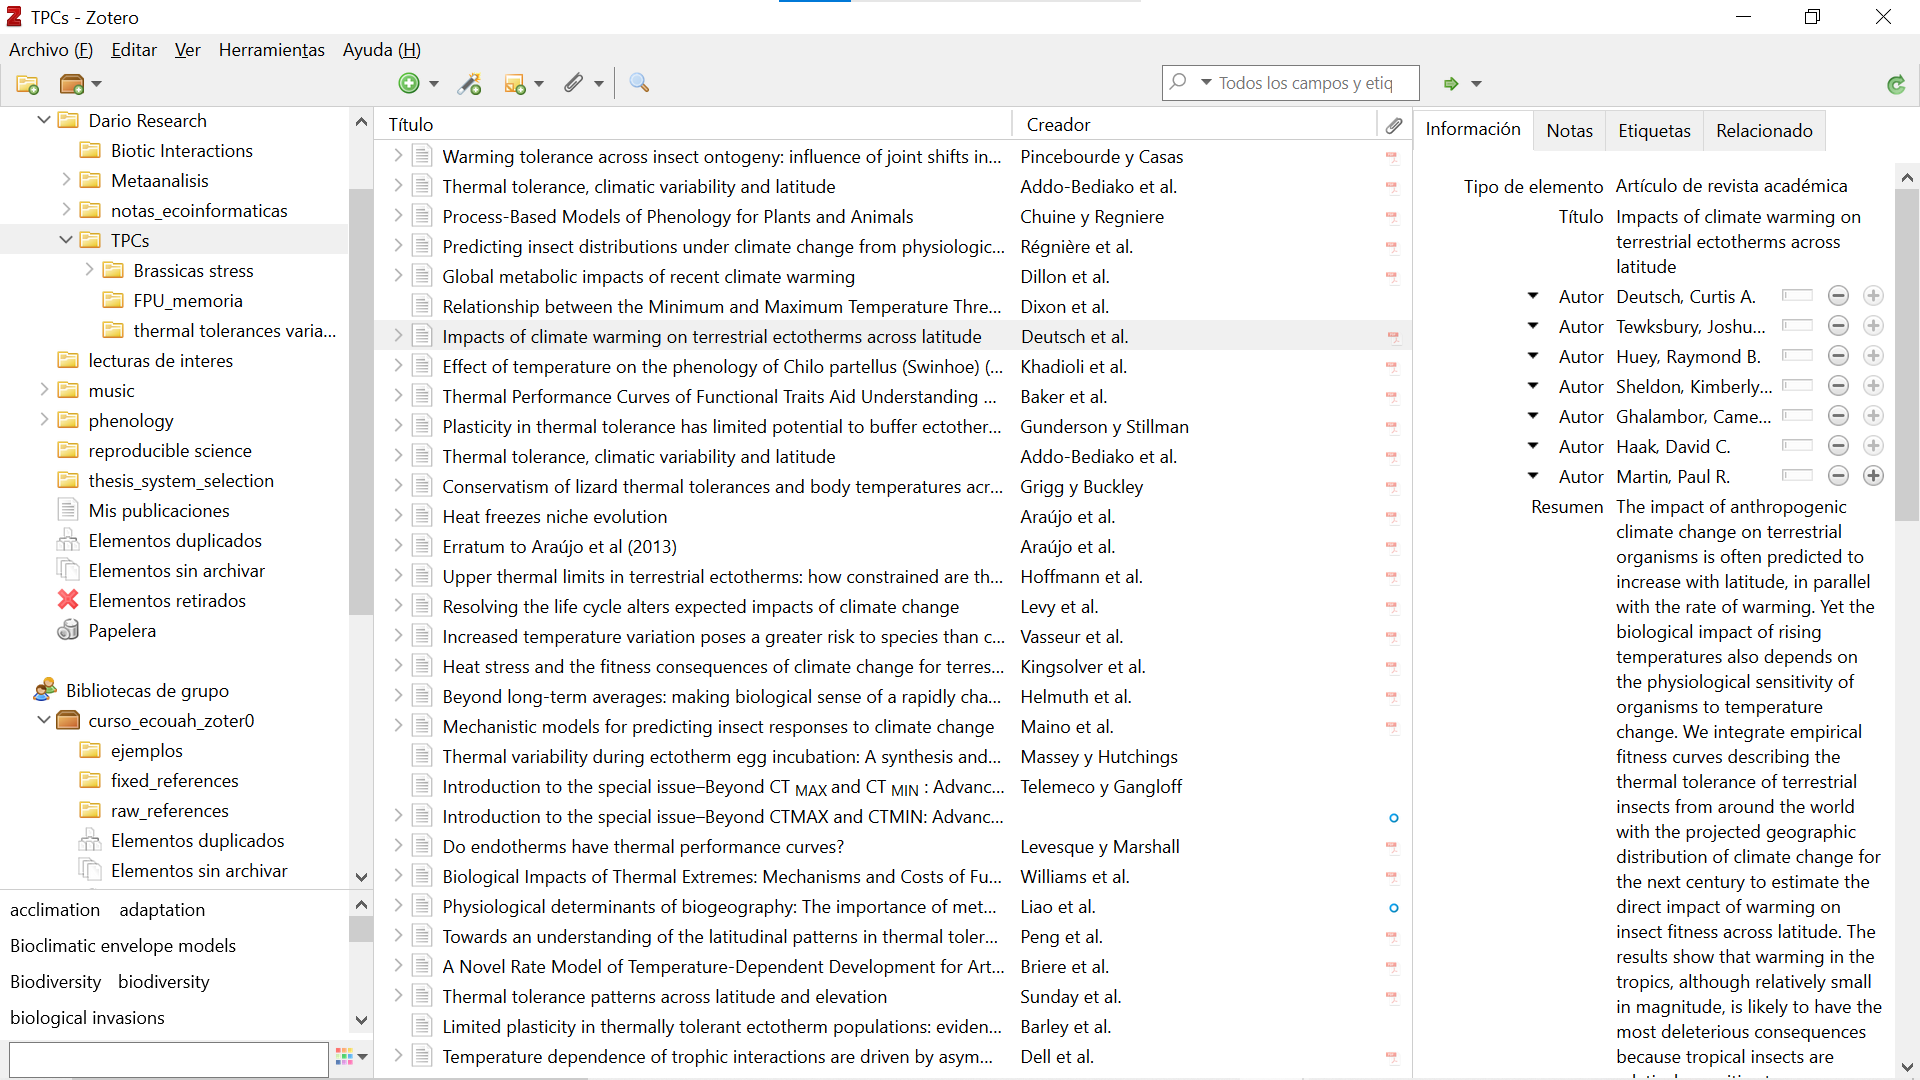 TPCs - Zotero
Archivo (F) Editar Ver Herramientas Ayuda (H)
Todos los campos y etiq
Dario Research
Biotic Interactions
Metaanalisis
notas_ecoinformaticas
TPCs
Brassicas stress
FPU_memoria
thermal tolerances varia...
lecturas de interes
music
phenology
reproducible science
thesis_system_selection
Mis publicaciones
Elementos duplicados
Elementos sin archivar
Elementos retirados
Papelera
Bibliotecas de grupo
curso_ecouah_zoter0
ejemplos
fixed_references
raw_references
Elementos duplicados
Elementos sin archivar
acclimation adaptation
Bioclimatic envelope models
Biodiversity biodiversity
biological invasions
Título Creador
Warming tolerance across insect ontogeny: influence of joint shifts in... Pincebourde y Casas
Thermal tolerance, climatic variability and latitude Addo-Bediako et al.
Process-Based Models of Phenology for Plants and Animals Chuine y Regniere
Predicting insect distributions under climate change from physiologic... Régnière et al.
Global metabolic impacts of recent climate warming Dillon et al.
Relationship between the Minimum and Maximum Temperature Thre... Dixon et al.
Impacts of climate warming on terrestrial ectotherms across latitude Deutsch et al.
Effect of temperature on the phenology of Chilo partellus (Swinhoe) (... Khadioli et al.
Thermal Performance Curves of Functional Traits Aid Understanding ... Baker et al.
Plasticity in thermal tolerance has limited potential to buffer ectother... Gunderson y Stillman
Thermal tolerance, climatic variability and latitude Addo-Bediako et al.
Conservatism of lizard thermal tolerances and body temperatures acr... Grigg y Buckley
Heat freezes niche evolution Araújo et al.
Erratum to Araújo et al (2013) Araújo et al.
Upper thermal limits in terrestrial ectotherms: how constrained are th... Hoffmann et al.
Resolving the life cycle alters expected impacts of climate change Levy et al.
Increased temperature variation poses a greater risk to species than c... Vasseur et al.
Heat stress and the fitness consequences of climate change for terres... Kingsolver et al.
Beyond long-term averages: making biological sense of a rapidly cha... Helmuth et al.
Mechanistic models for predicting insect responses to climate change Maino et al.
Thermal variability during ectotherm egg incubation: A synthesis and... Massey y Hutchings
Introduction to the special issue–Beyond CT MAX and CT MIN : Advanc... Telemeco y Gangloff
Introduction to the special issue–Beyond CTMAX and CTMIN: Advanc...
Do endotherms have thermal performance curves? Levesque y Marshall
Biological Impacts of Thermal Extremes: Mechanisms and Costs of Fu... Williams et al.
Physiological determinants of biogeography: The importance of met... Liao et al.
Towards an understanding of the latitudinal patterns in thermal toler... Peng et al.
A Novel Rate Model of Temperature-Dependent Development for Art... Briere et al.
Thermal tolerance patterns across latitude and elevation Sunday et al.
Limited plasticity in thermally tolerant ectotherm populations: eviden... Barley et al.
Temperature dependence of trophic interactions are driven by asym... Dell et al.
Información Notas Etiquetas Relacionado
Tipo de elemento Artículo de revista académica
Título Impacts of climate warming on
terrestrial ectotherms across
latitude
Autor Deutsch, Curtis A.
Autor Tewksbury, Joshu...
Autor Huey, Raymond B.
Autor Sheldon, Kimberly...
Autor Ghalambor, Came...
Autor Haak, David C.
Autor Martin, Paul R.
Resumen The impact of anthropogenic
climate change on terrestrial
organisms is often predicted to
increase with latitude, in parallel
with the rate of warming. Yet the
biological impact of rising
temperatures also depends on
the physiological sensitivity of
organisms to temperature
change. We integrate empirical
fitness curves describing the
thermal tolerance of terrestrial
insects from around the world
with the projected geographic
distribution of climate change for
the next century to estimate the
direct impact of warming on
insect fitness across latitude. The
results show that warming in the
tropics, although relatively small
in magnitude, is likely to have the
most deleterious consequences
because tropical insects are